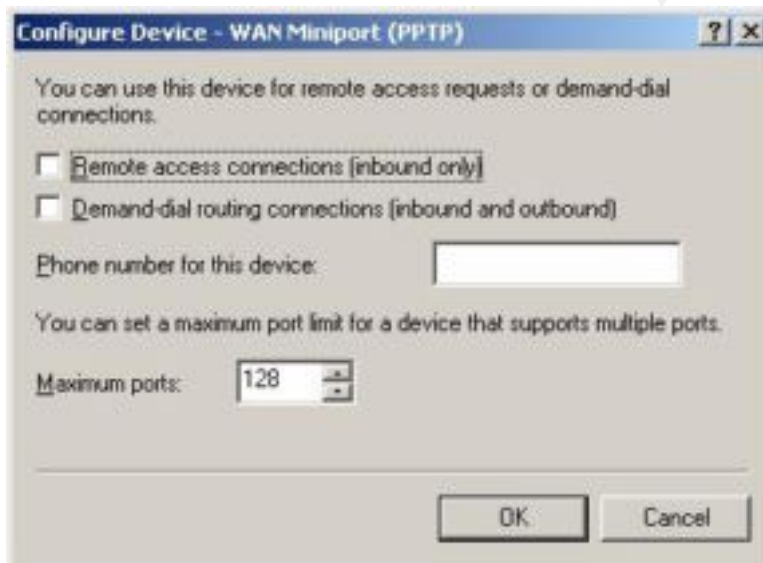 Configure Device - WAN Miniport (PPTP)
You can use this device for remote access requests or demand-dial
connections.
Remote access connections (inbound only)
Demand-dial routing connections (inbound and outbound)
Phone number for this device:
You can set a maximum port limit for a device that supports multiple ports.
Maximum ports: 128
OK Cancel